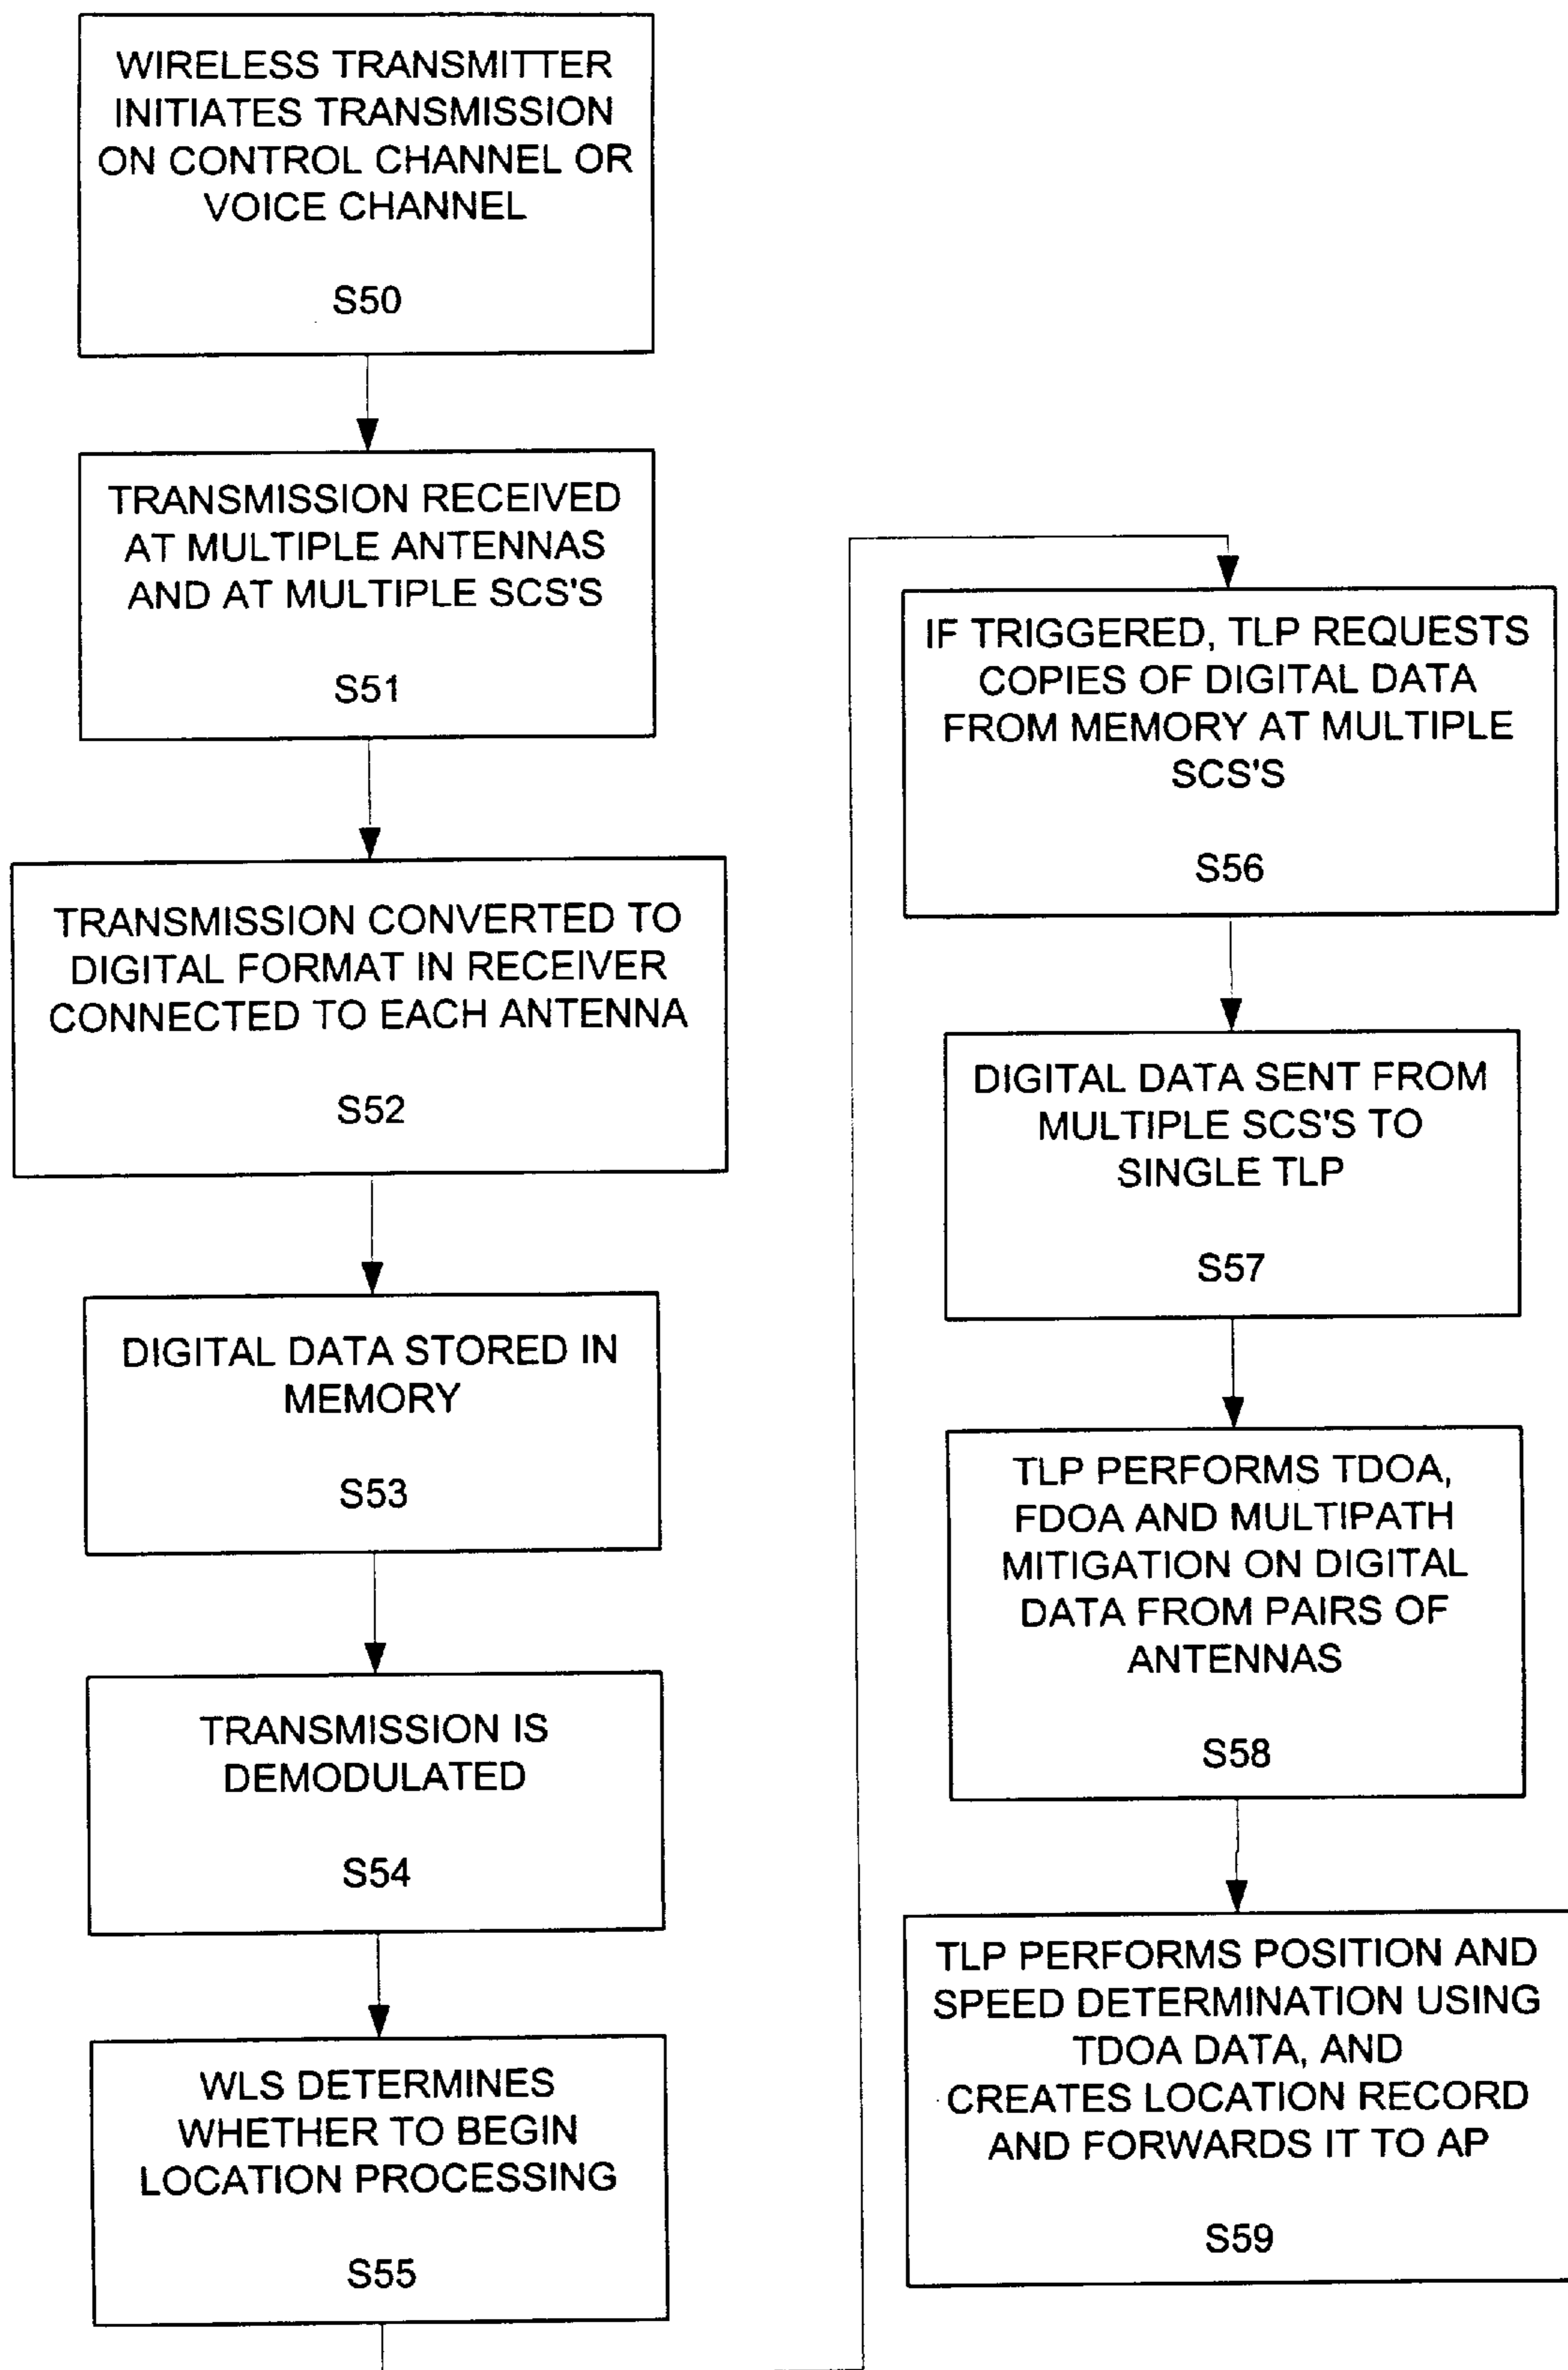 WIRELESS TRANSMITTER
INITIATES TRANSMISSION
ON CONTROL CHANNEL OR
VOICE CHANNEL
S50
TRANSMISSION RECEIVED
AT MULTIPLE ANTENNAS
AND AT MULTIPLE SCS'S
S51
TRANSMISSION CONVERTED TO
DIGITAL FORMAT IN RECEIVER
CONNECTED TO EACH ANTENNA
S52
DIGITAL DATA STORED IN
MEMORY
S53
TRANSMISSION IS
DEMODULATED
S54
WLS DETERMINES
WHETHER TO BEGIN
LOCATION PROCESSING
S55
IF TRIGGERED, TLP REQUESTS
COPIES OF DIGITAL DATA
FROM MEMORY AT MULTIPLE
SCS'S
S56
DIGITAL DATA SENT FROM
MULTIPLE SCS'S TO
SINGLE TLP
S57
TLP PERFORMS TDOA,
FDOA AND MULTIPATH
MITIGATION ON DIGITAL
DATA FROM PAIRS OF
ANTENNAS
S58
TLP PERFORMS POSITION AND
SPEED DETERMINATION USING
TDOA DATA, AND
CREATES LOCATION RECORD
AND FORWARDS IT TO AP
S59